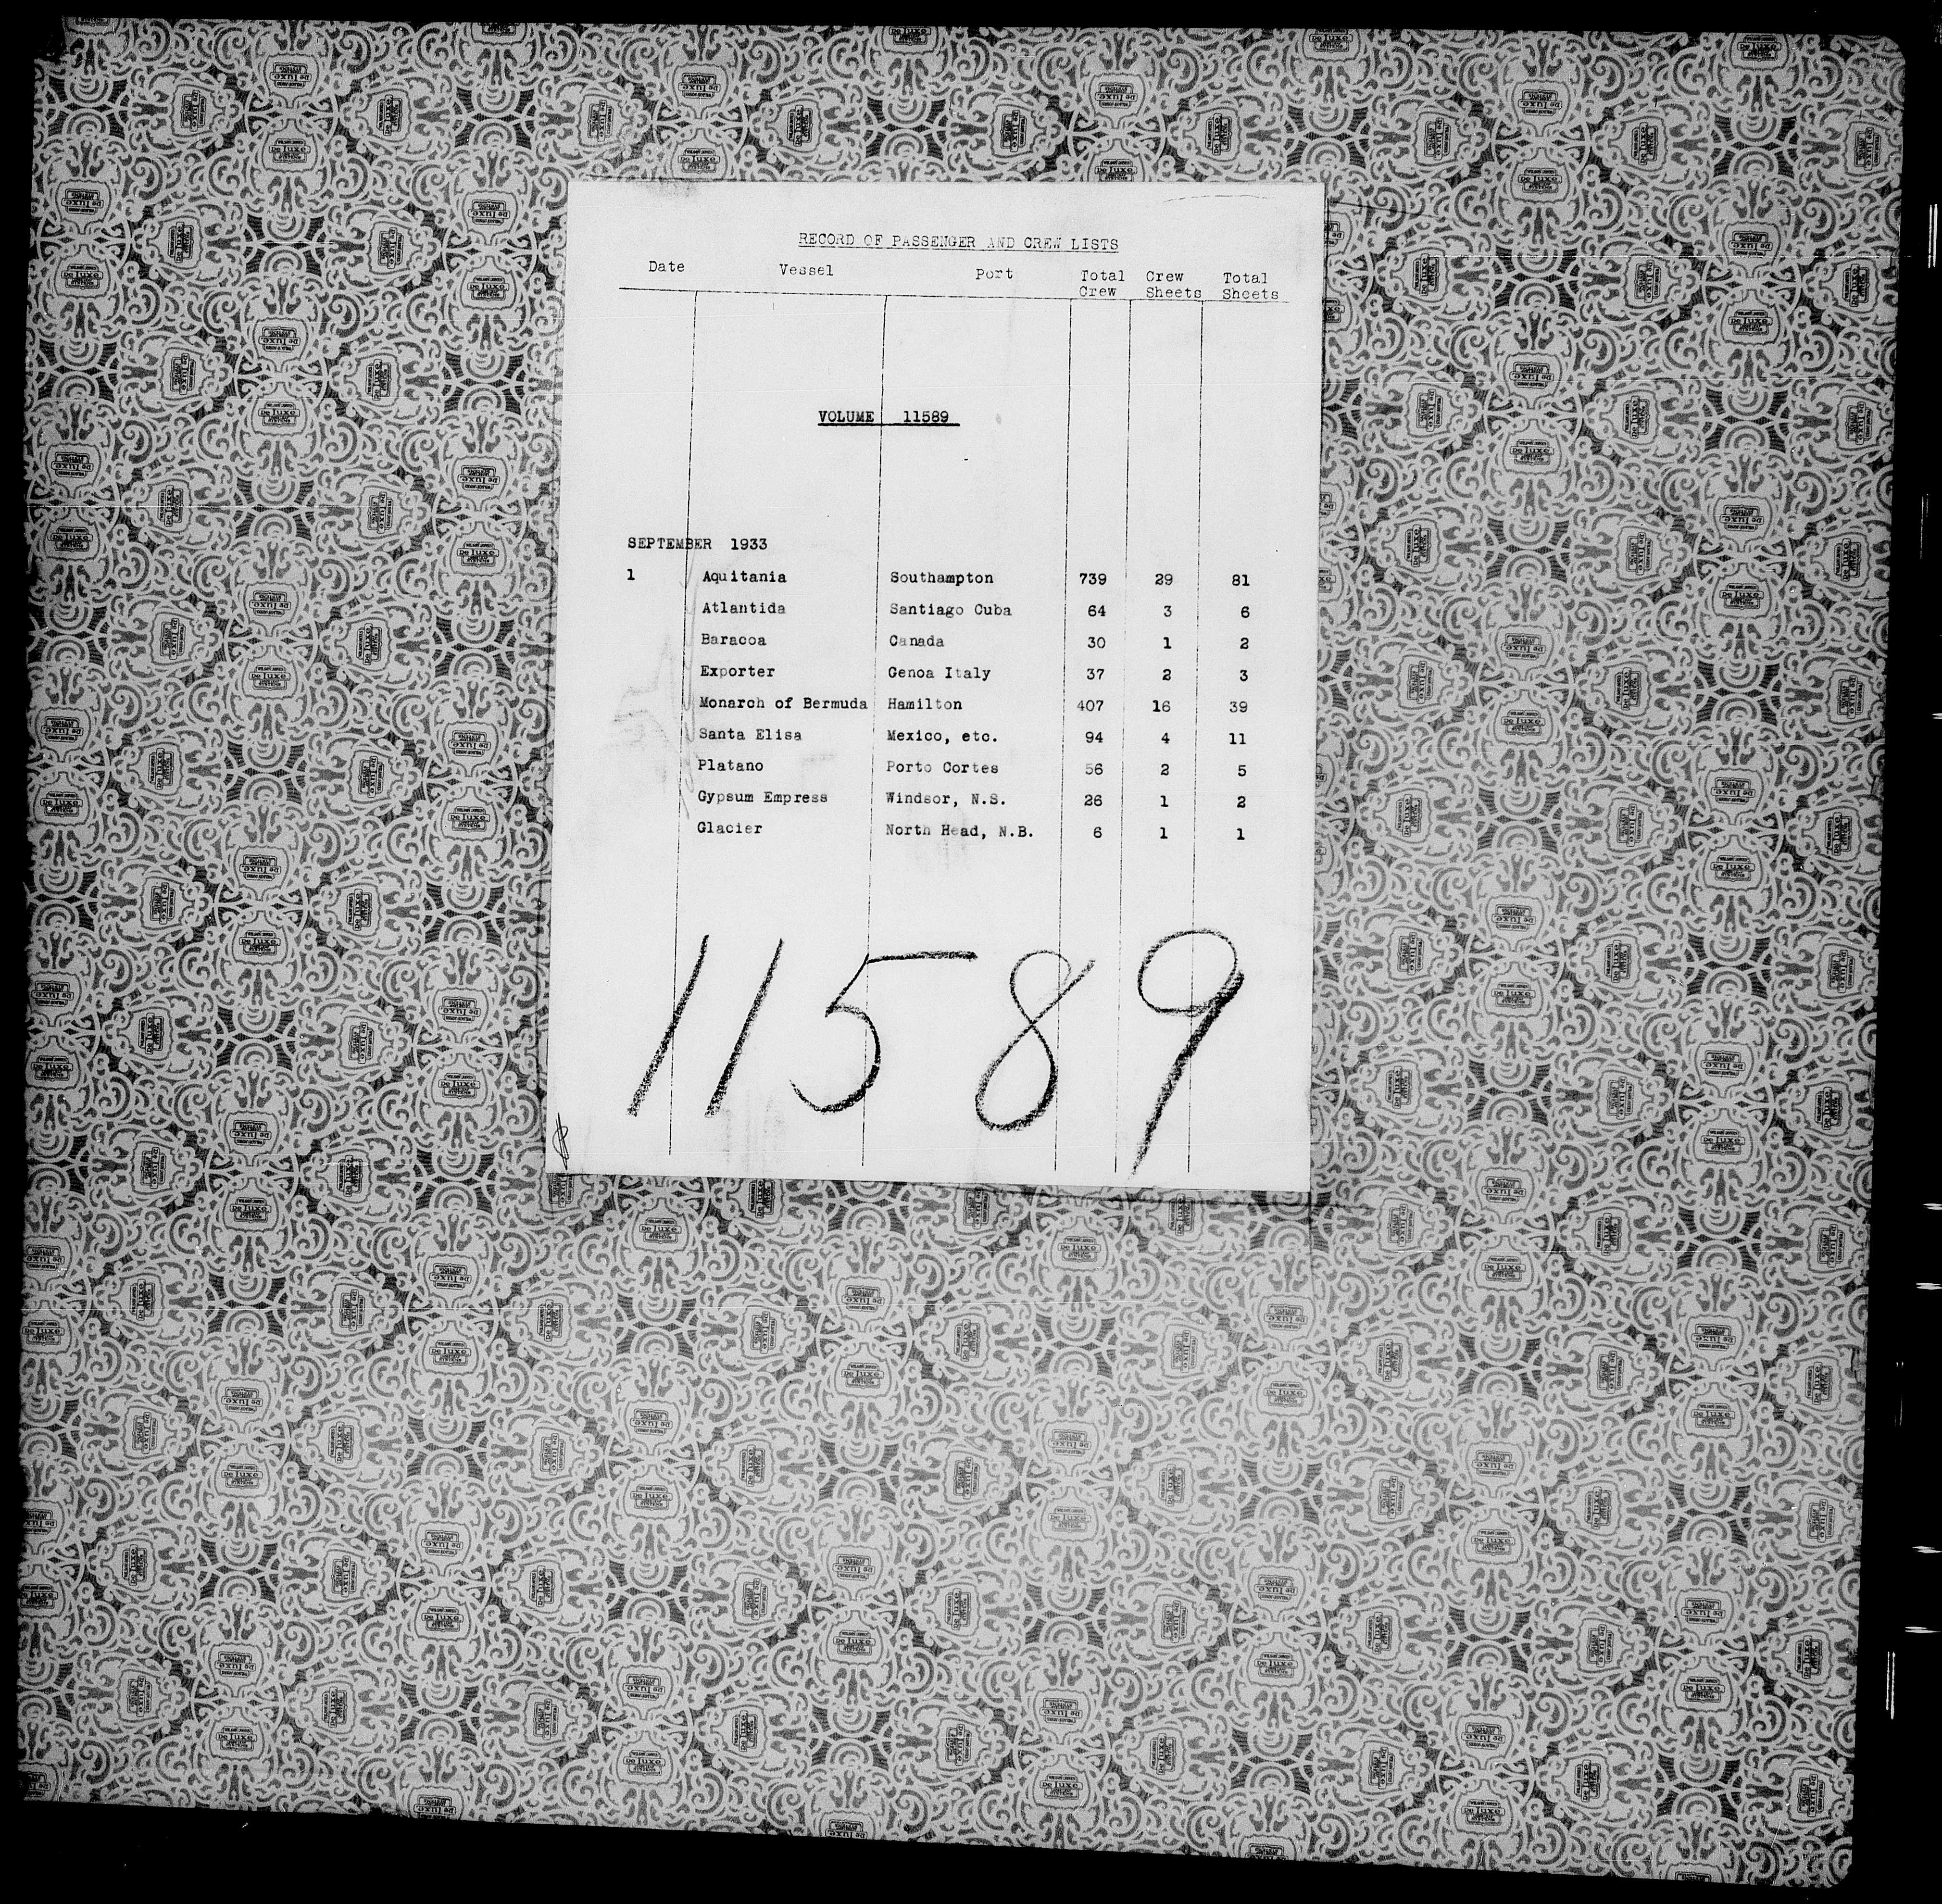 RECORD OF PASSENGER AND CREW LISTS
Date Vessel Port Total Crew Crew Sheets Total Sheets
VOLUME 11589
SEPTEMBER 1933
1 Aquitania Southampton 739 29 81
Atlantida Santiago Cuba 64 3 6
Baracoa Canada 30 1 2
Exporter Genoa Italy 37 2 3
Monarch of Bermuda Hamilton 407 16 39
Santa Elisa Mexico, etc. 94 4 11
Platano Porto Cortes 56 2 5
Gypsum Empress Windsor, N.S. 26 1 2
Glacier North Head, N.B. 6 1 1
11589
De luxe